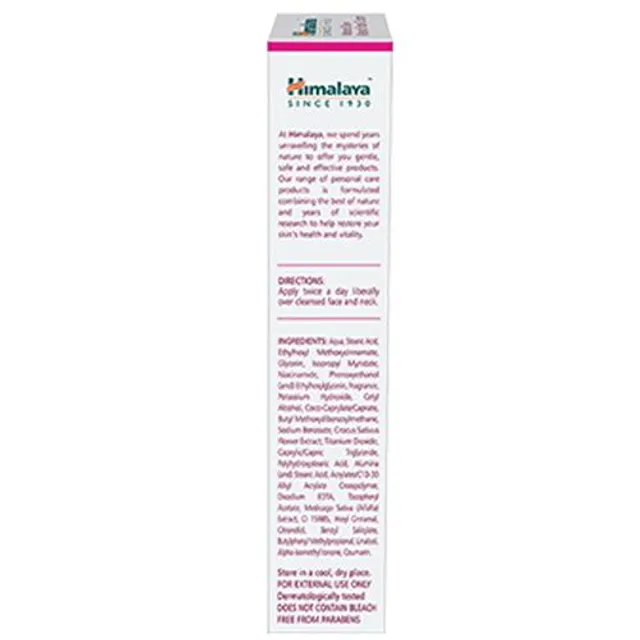 Himalaya
SINCE 1930
Himalaya
SINCE 1930
At Himalaya, we spend years
unravelling the mysteries of
nature to offer you gentle,
safe and effective products.
Our range of personal care
products is formulated
combining the best of nature
and years of scientific
research to help restore your
skin's health and vitality.
DIRECTIONS:
Apply twice a day liberally
over cleansed face and neck.
INGREDIENTS: Aqua, Stearic Acid,
Ethylhexyl Methoxycinnamate,
Glycerin, Isopropyl Myristate,
Niacinamide, Phenoxyethanol
(and) Ethylhexylglycerin, Fragrance,
Potassium Hydroxide, Cetyl
Alcohol, Coco-Caprylate/Caprate,
Butyl Methoxydibenzoylmethane,
Sodium Benzoate, Crocus Sativus
Flower Extract, Titanium Dioxide,
Caprylic/Capric Triglyceride,
Polyhydroxystearic Acid, Alumina
(and) Stearic Acid, Acrylates/C10-30
Alkyl Acrylate Crosspolymer,
Disodium EDTA, Tocopheryl
Acetate, Medicago Sativa (Alfalfa)
Extract, CI 15985, Hexyl Cinnamal,
Citronellol, Benzyl Salicylate,
Butylphenyl Methylpropional, Linalool,
Alpha-Isomethyl Ionone, Coumarin.
Store in a cool, dry place.
FOR EXTERNAL USE ONLY
Dermatologically tested
DOES NOT CONTAIN BLEACH
FREE FROM PARABENS